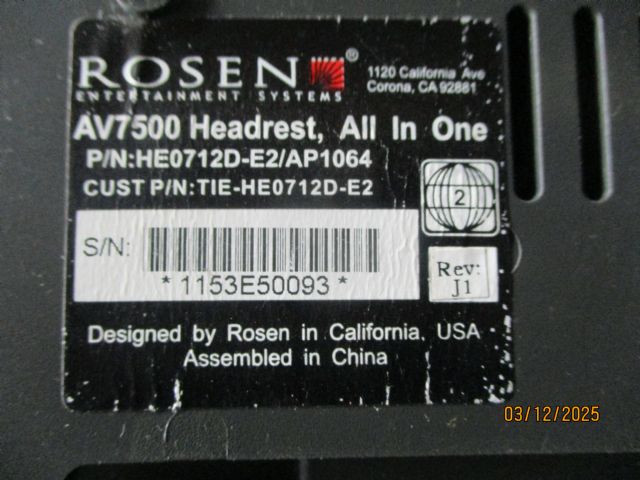 ROSEN®
ENTERTAINMENT SYSTEMS
1120 California Ave
Corona, CA 92881
AV7500 Headrest, All In One
P/N:HE0712D-E2/AP1064
CUST P/N:TIE-HE0712D-E2
2
S/N:
*1153E50093*
Rev:
J1
Designed by Rosen in California, USA
Assembled in China
03/12/2025